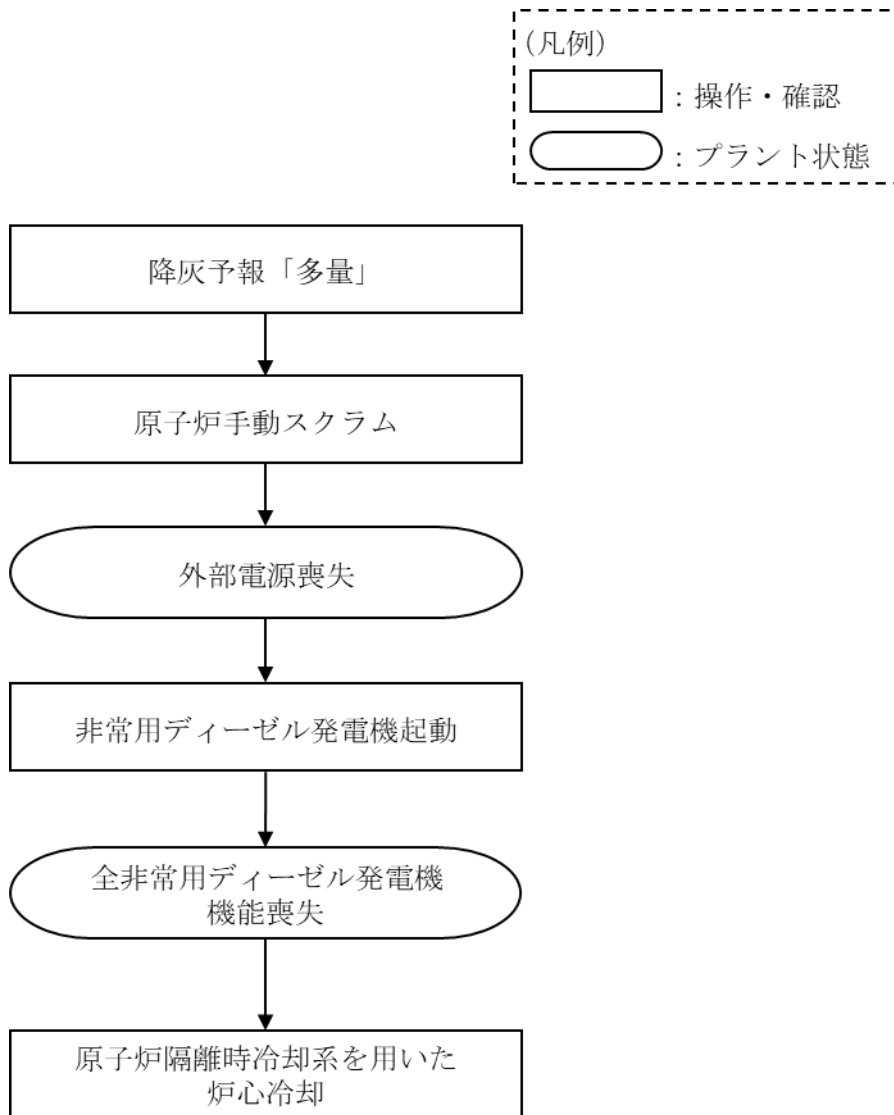 (凡例)
：操作・確認
：プラント状態
降灰予報「多量」
原子炉手動スクラム
外部電源喪失
非常用ディーゼル発電機起動
全非常用ディーゼル発電機
機能喪失
原子炉隔離時冷却系を用いた
炉心冷却